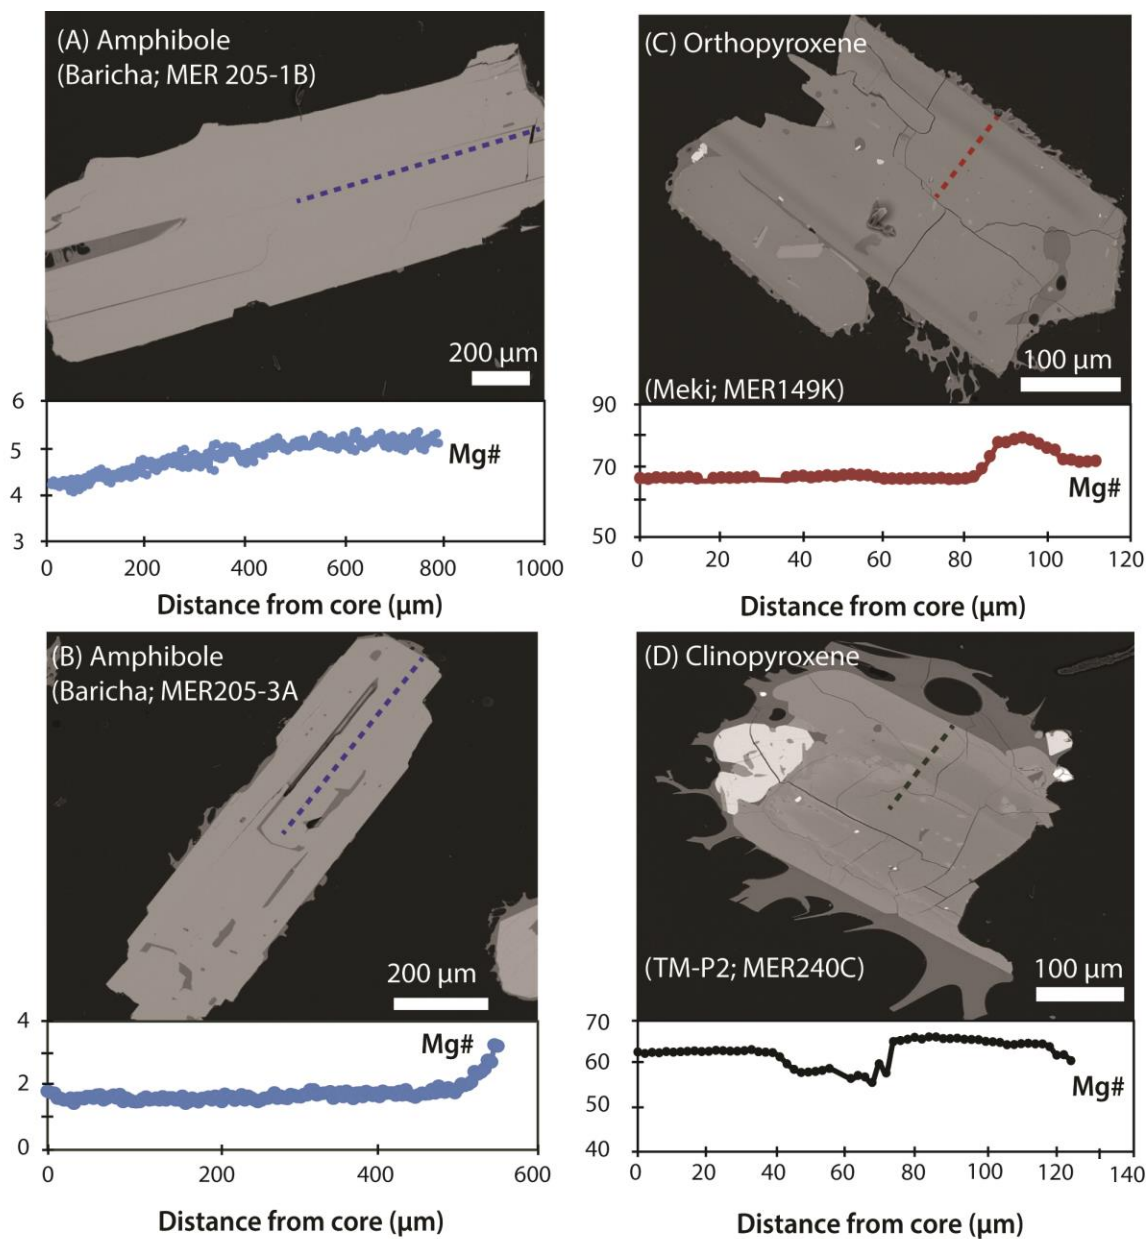 (A) Amphibole
(Baricha; MER 205-1B)
200 µm
6
5
4
3
Mg#
0
200
400
600
800
1000
Distance from core (µm)
(B) Amphibole
(Baricha; MER205-3A
200 µm
4
2
0
Mg#
0
200
400
600
Distance from core (µm)
(C) Orthopyroxene
100 µm
(Meki; MER149K)
90
70
50
Mg#
0
20
40
60
80
100
120
Distance from core (µm)
(D) Clinopyroxene
(TM-P2; MER240C)
100 µm
70
60
50
40
Mg#
0
20
40
60
80
100
120
140
Distance from core (µm)